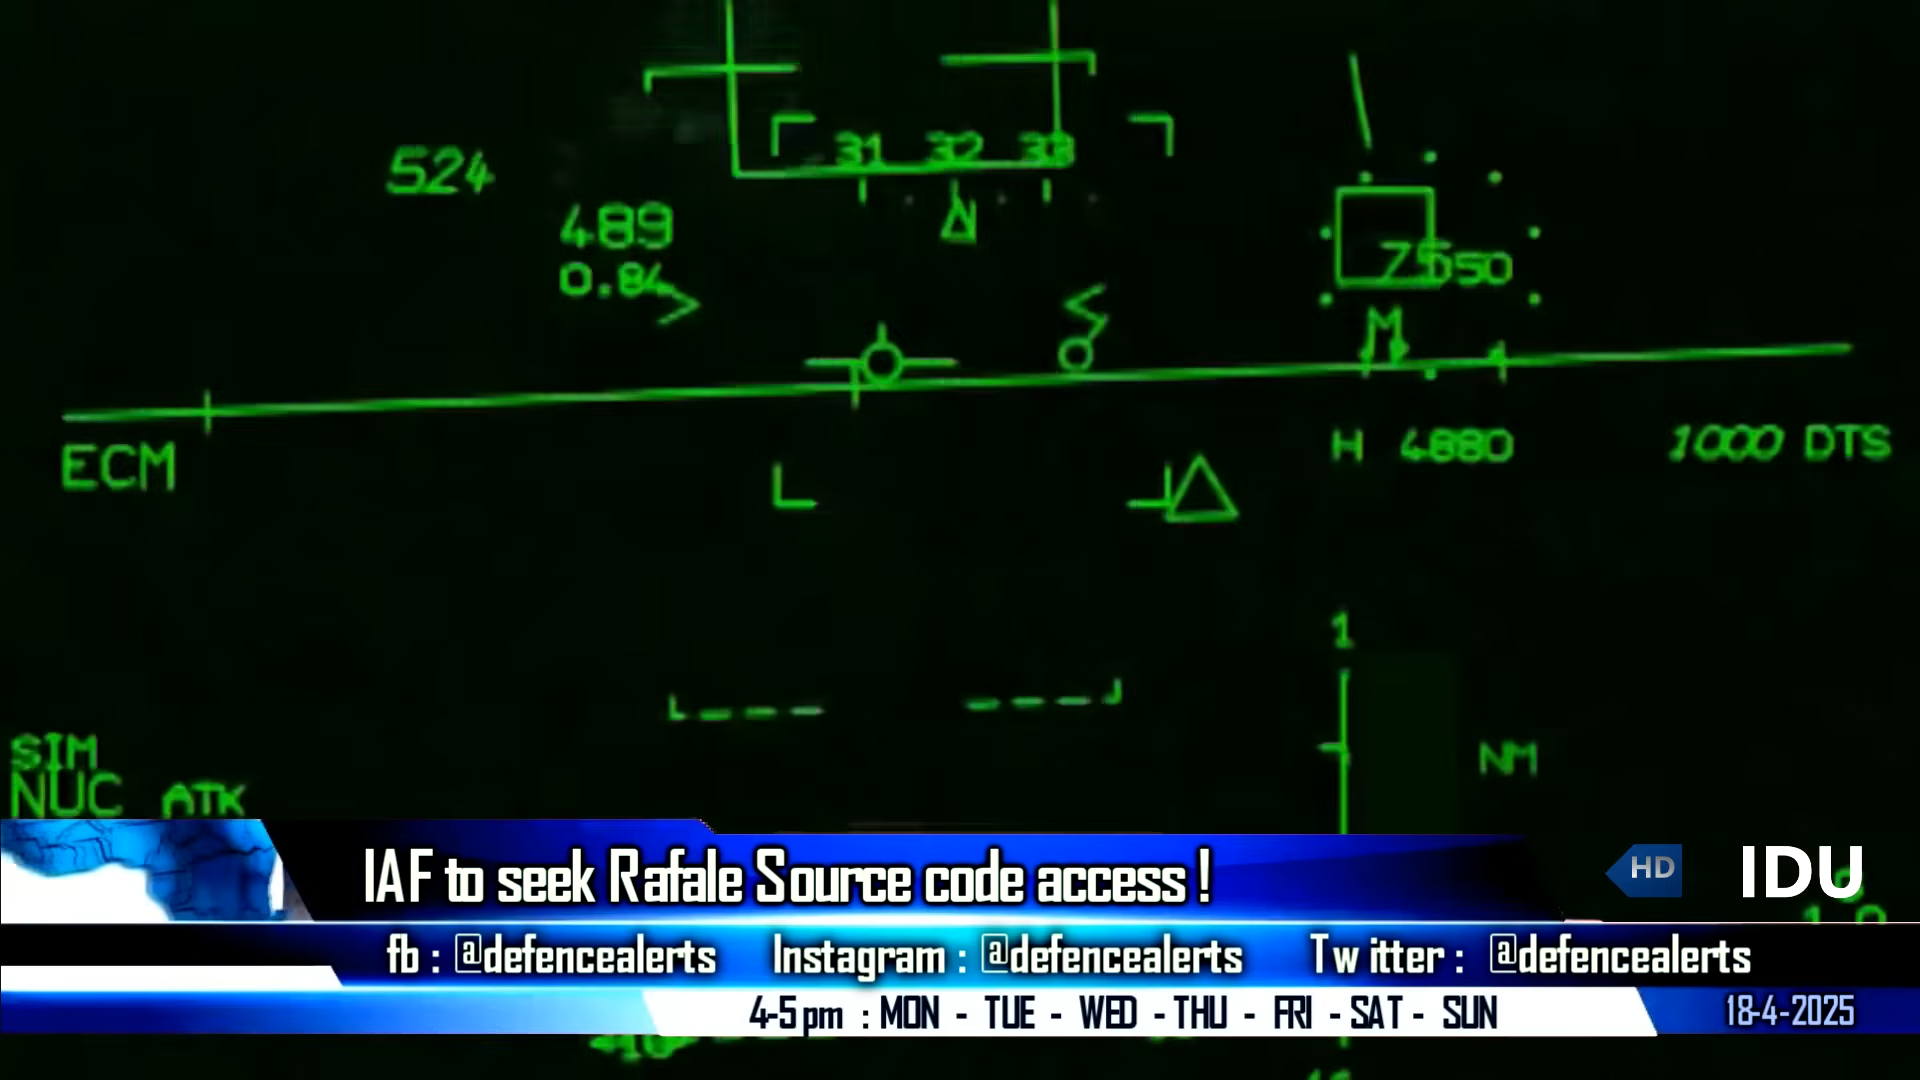 31 32 33
524
489
0.84
M
ECM
H 4880
1000 DTS
1
SIM
NUC ATK
NM
IAF to seek Rafale Source code access !
HD
IDU
fb : @defencealerts Instagram : @defencealerts Twitter : @defencealerts
4-5 pm : MON - TUE - WED - THU - FRI - SAT - SUN
18-4-2025